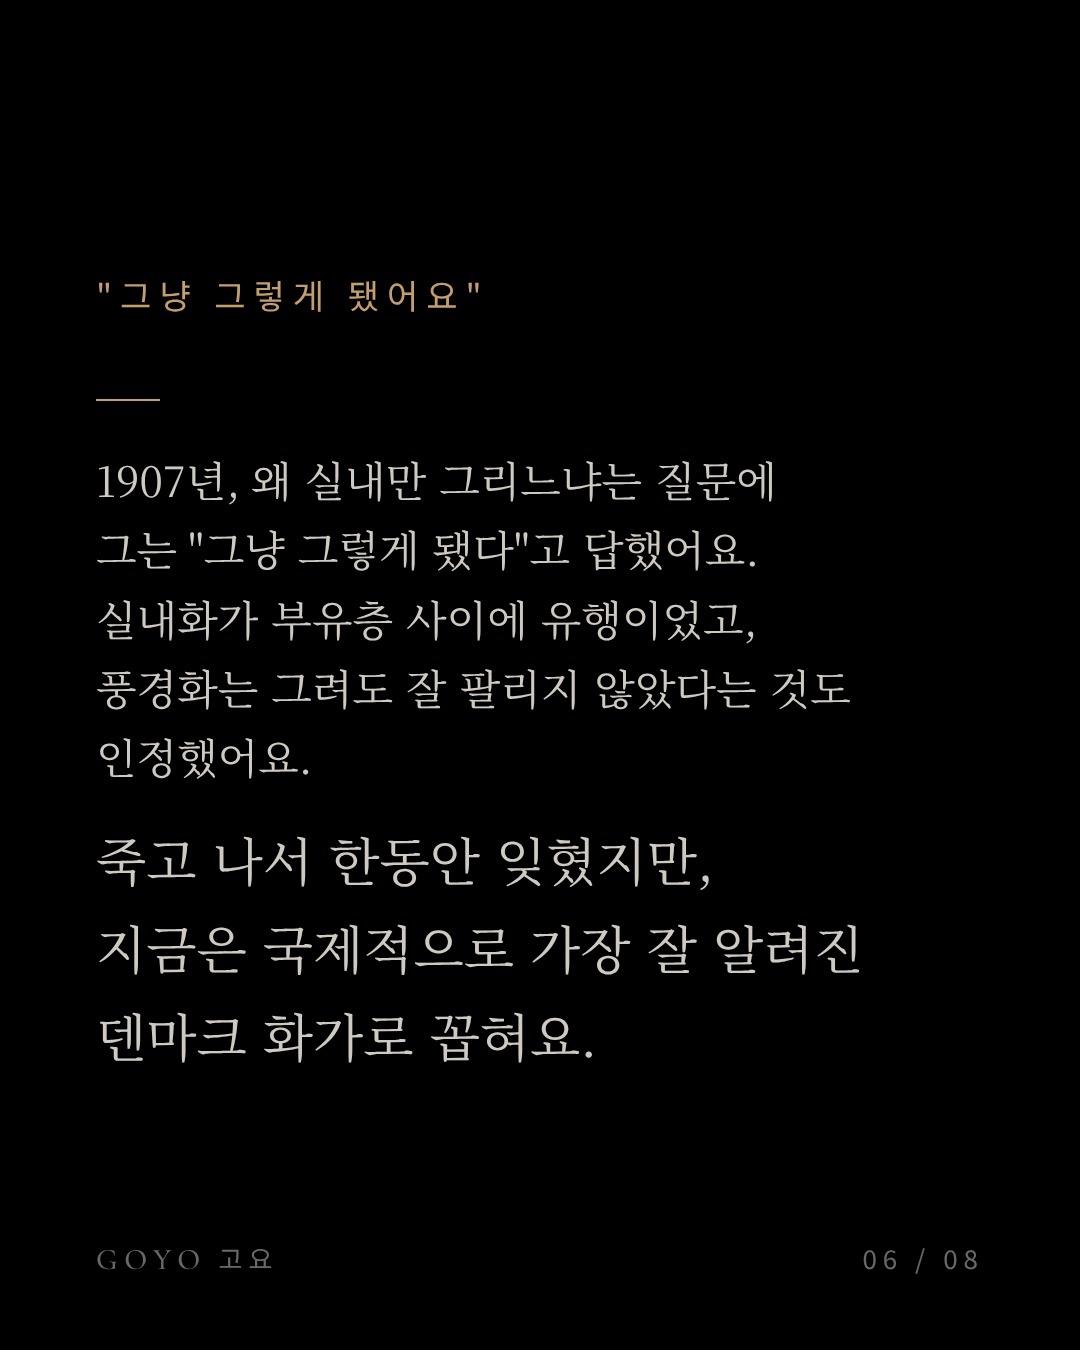 "그냥 그렇게 됐어요"
1907년, 왜 실내만 그리느냐는 질문에
그는 "그냥 그렇게 됐다"고 답했어요.
실내화가 부유층 사이에 유행이었고,
풍경화는 그려도 잘 팔리지 않았다는 것도
인정했어요.
죽고 나서 한동안 잊혔지만,
지금은 국제적으로 가장 잘 알려진
덴마크 화가로 꼽혀요.
GOYO 고요
06 / 08